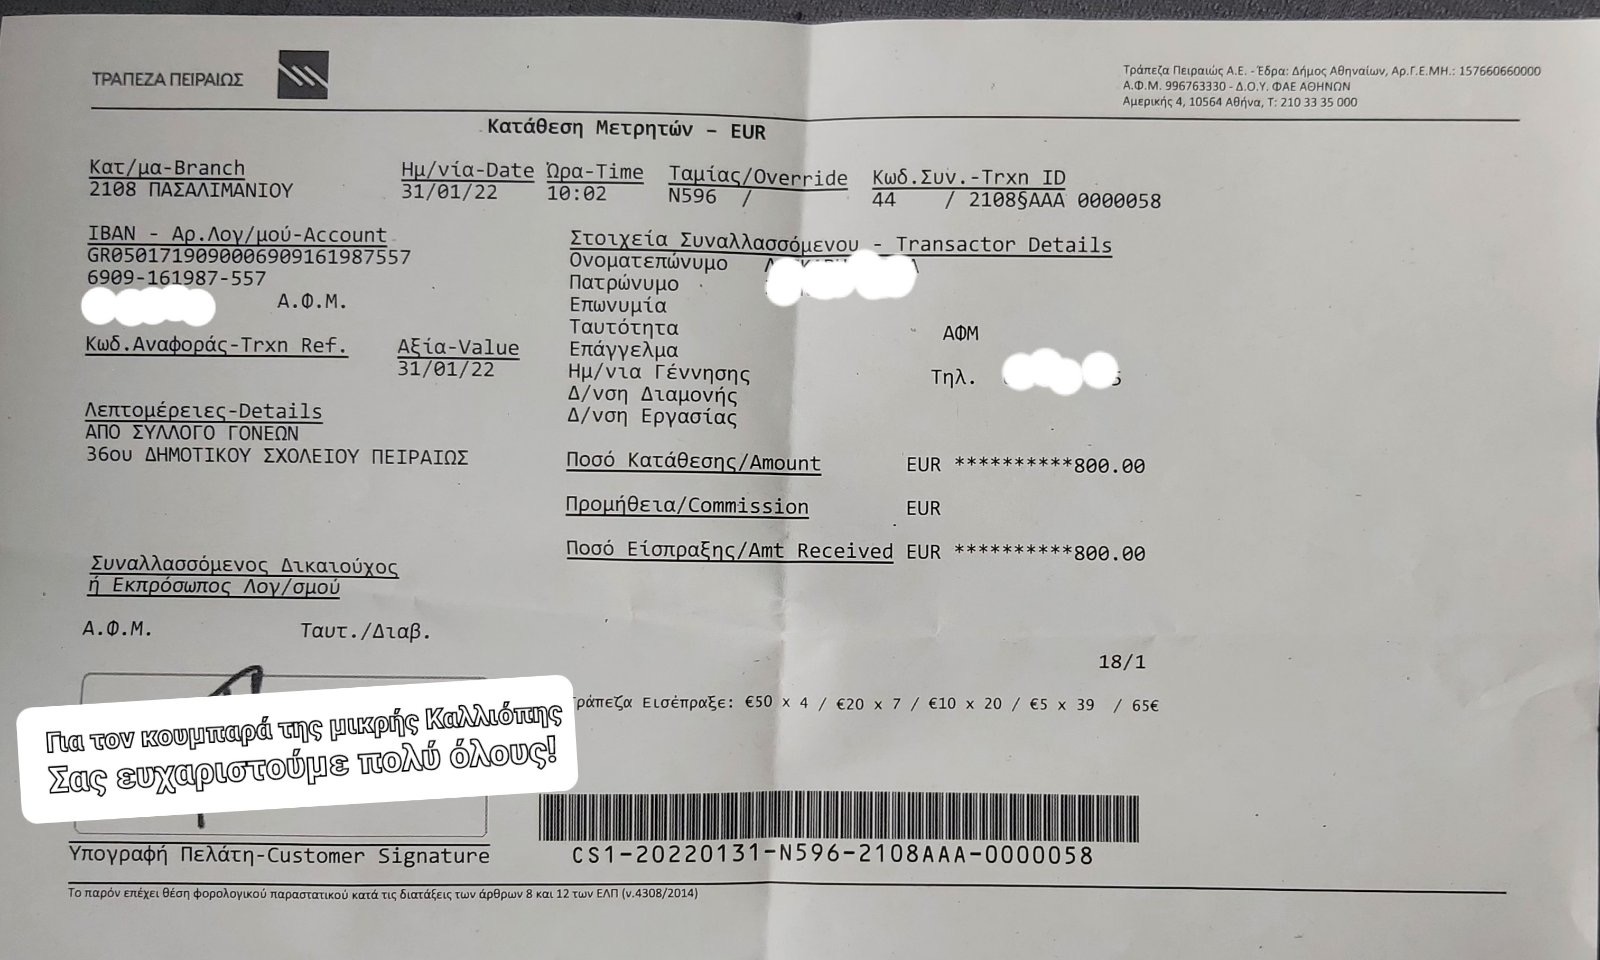 ΤΡΑΠΕΖΑ ΠΕΙΡΑΙΩΣ
Τράπεζα Πειραιώς Α.Ε. - Έδρα: Δήμος Αθηναίων, Αρ.Γ.Ε.ΜΗ.: 157660660000
Α.Φ.Μ. 996763330 - Δ.Ο.Υ. ΦΑΕ ΑΘΗΝΩΝ
Αμερικής 4, 10564 Αθήνα, Τ: 210 33 35 000
Κατάθεση Μετρητών - EUR
Κατ/μα-Branch Ημ/νία-Date Ώρα-Time Ταμίας/Override Κωδ.Συν.-Trxn ID
2108 ΠΑΣΑΛΙΜΑΝΙΟΥ 31/01/22 10:02 N596 / 44 / 2108§AAA 0000058
IBAN - Αρ.Λογ/μού-Account
GR0501719090006909161987557
6909-161987-557
Α.Φ.Μ.
Κωδ.Αναφοράς-Trxn Ref. Αξία-Value
31/01/22
Λεπτομέρειες-Details
ΑΠΟ ΣΥΛΛΟΓΟ ΓΟΝΕΩΝ
36ου ΔΗΜΟΤΙΚΟΥ ΣΧΟΛΕΙΟΥ ΠΕΙΡΑΙΩΣ
Στοιχεία Συναλλασσόμενου - Transactor Details
Ονοματεπώνυμο
Πατρώνυμο
Επωνυμία
Ταυτότητα ΑΦΜ
Επάγγελμα
Ημ/νια Γέννησης Τηλ.
Δ/νση Διαμονής
Δ/νση Εργασίας
Ποσό Κατάθεσης/Amount EUR **********800.00
Προμήθεια/Commission EUR
Ποσό Είσπραξης/Amt Received EUR **********800.00
Συναλλασσόμενος Δικαιούχος
ή Εκπρόσωπος Λογ/σμού
Α.Φ.Μ. Ταυτ./Διαβ.
18/1
Εισέπραξε: €50 x 4 / €20 x 7 / €10 x 20 / €5 x 39 / 65€
Για τον κουμπαρά της μικρής Καλλιόπης
Σας ευχαριστούμε πολύ όλους!
CS1-20220131-N596-2108AAA-0000058
Υπογραφή Πελάτη-Customer Signature
Το παρόν επέχει θέση φορολογικού παραστατικού κατά τις διατάξεις των άρθρων 8 και 12 των ΕΛΠ (ν.4308/2014)